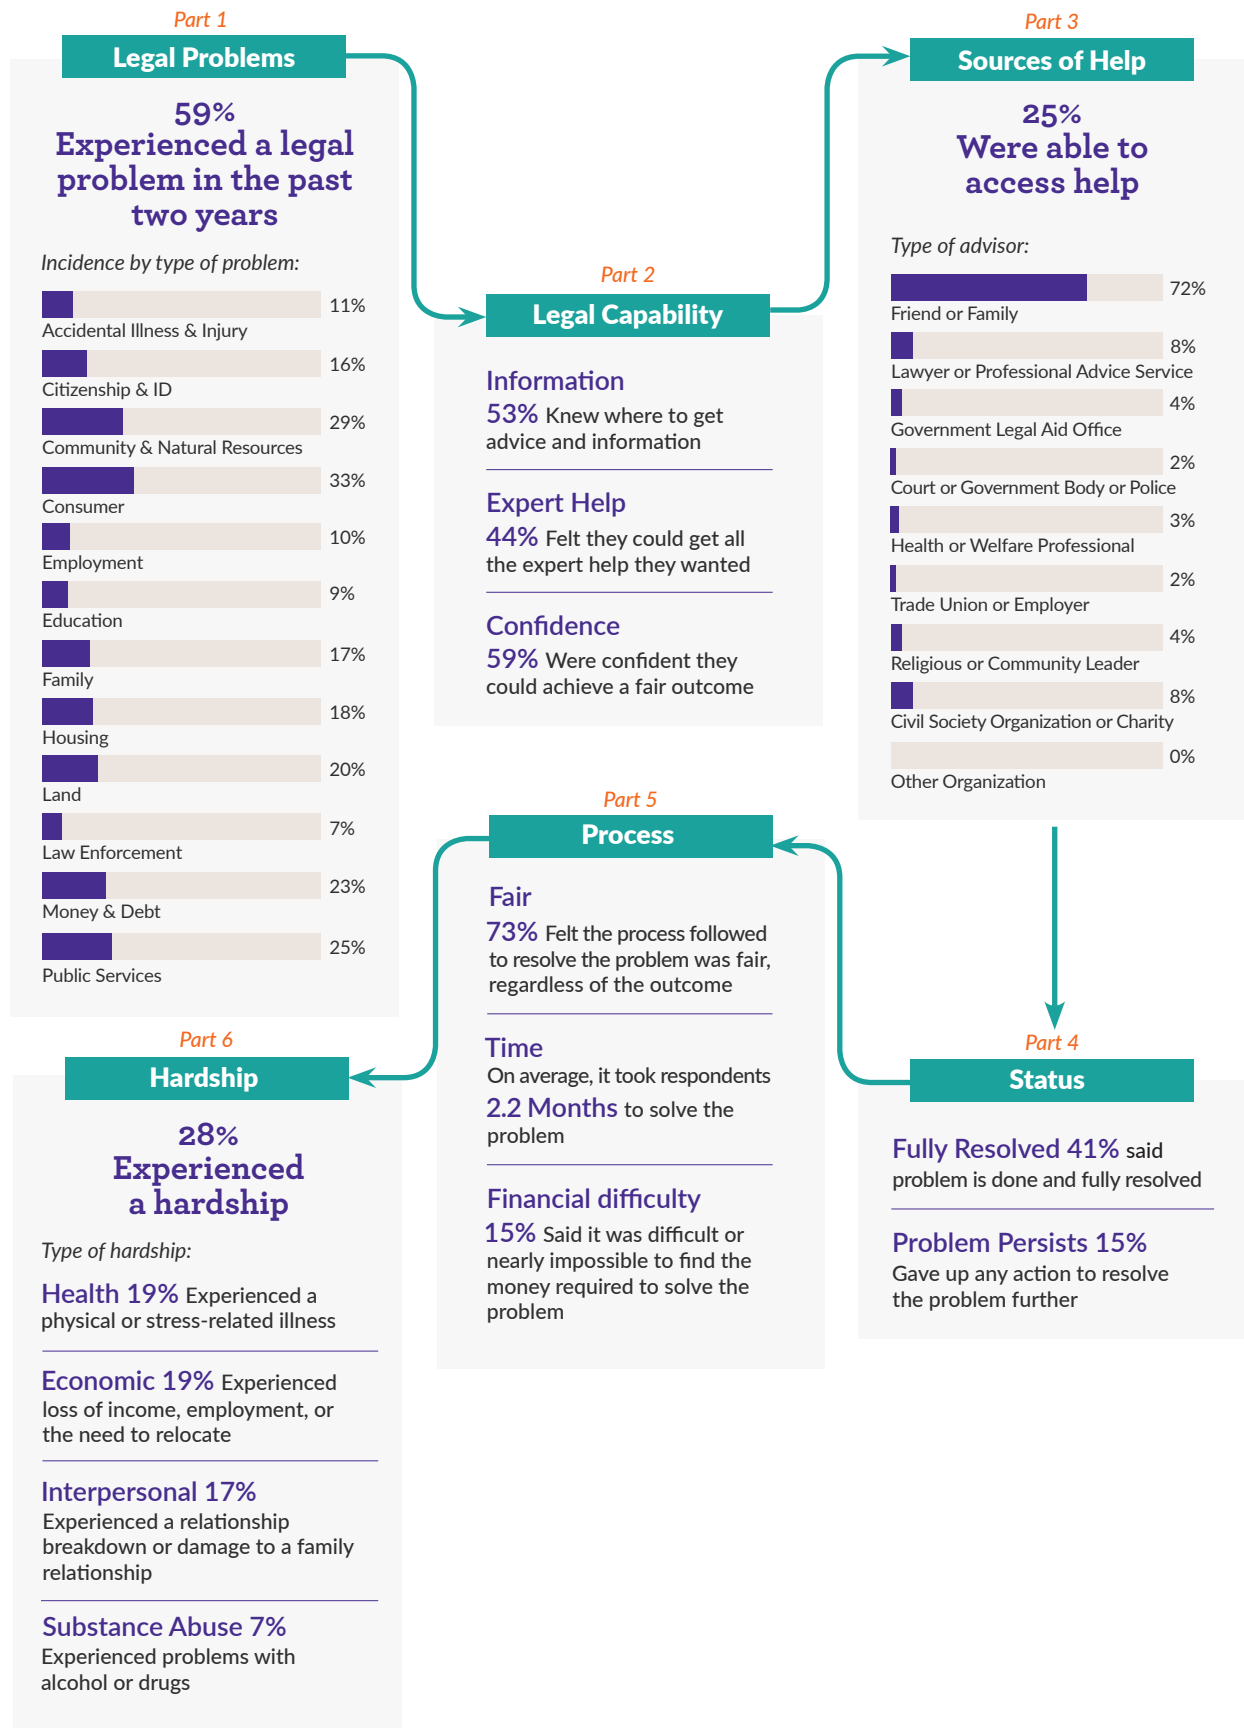 Part 1
Legal Problems
59%
Experienced a legal
problem in the past
two years
Incidence by type of problem:
11%
Accidental Illness & Injury
16%
Citizenship & ID
29%
Community & Natural Resources
33%
Consumer
10%
Employment
9%
Education
17%
Family
18%
Housing
20%
Land
7%
Law Enforcement
23%
Money & Debt
25%
Public Services
Part 2
Legal Capability
Information
53% Knew where to get
advice and information
Expert Help
44% Felt they could get all
the expert help they wanted
Confidence
59% Were confident they
could achieve a fair outcome
Part 3
Sources of Help
25%
Were able to
access help
Type of advisor:
72%
Friend or Family
8%
Lawyer or Professional Advice Service
4%
Government Legal Aid Office
2%
Court or Government Body or Police
3%
Health or Welfare Professional
2%
Trade Union or Employer
4%
Religious or Community Leader
8%
Civil Society Organization or Charity
0%
Other Organization
Part 4
Status
Fully Resolved 41% said
problem is done and fully resolved
Problem Persists 15%
Gave up any action to resolve
the problem further
Part 5
Process
Fair
73% Felt the process followed
to resolve the problem was fair,
regardless of the outcome
Time
On average, it took respondents
2.2 Months to solve the
problem
Financial difficulty
15% Said it was difficult or
nearly impossible to find the
money required to solve the
problem
Part 6
Hardship
28%
Experienced
a hardship
Type of hardship:
Health 19% Experienced a
physical or stress-related illness
Economic 19% Experienced
loss of income, employment, or
the need to relocate
Interpersonal 17%
Experienced a relationship
breakdown or damage to a family
relationship
Substance Abuse 7%
Experienced problems with
alcohol or drugs